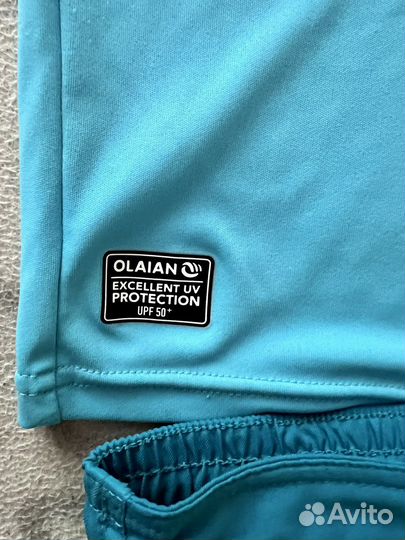 OLAIAN
EXCELLENT UV
PROTECTION
UPF 50+
Avito